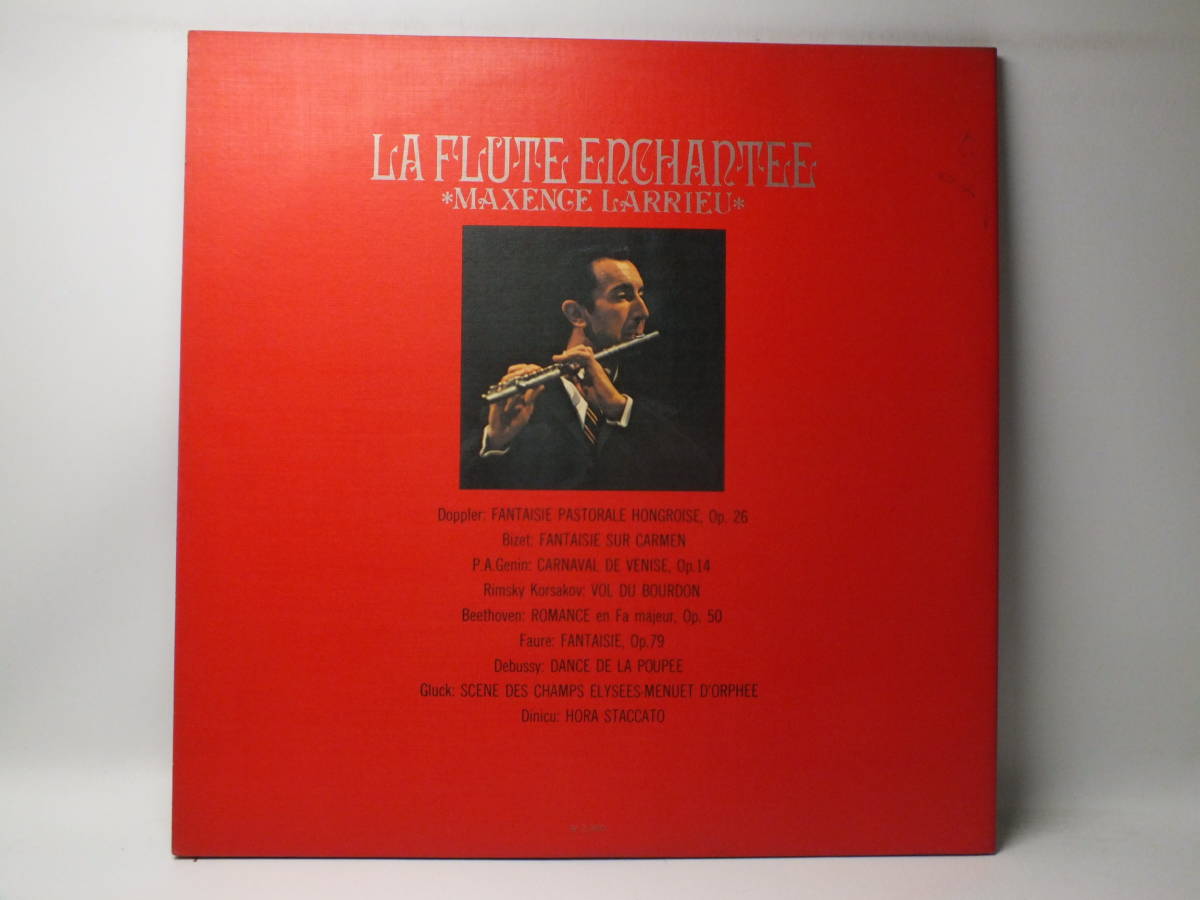 LA FLUTE ENCHANTEE
*MAXENCE LARRIEU*
Doppler: FANTAISIE PASTORALE HONGROISE, Op. 26
Bizet: FANTAISIE SUR CARMEN
P.A.Genin: CARNAVAL DE VENISE, Op.14
Rimsky Korsakov: VOL DU BOURDON
Beethoven: ROMANCE en Fa majeur, Op. 50
Faure: FANTAISIE, Op.79
Debussy: DANCE DE LA POUPEE
Gluck: SCENE DES CHAMPS ELYSEES-MENUET D'ORPHEE
Dinicu: HORA STACCATO